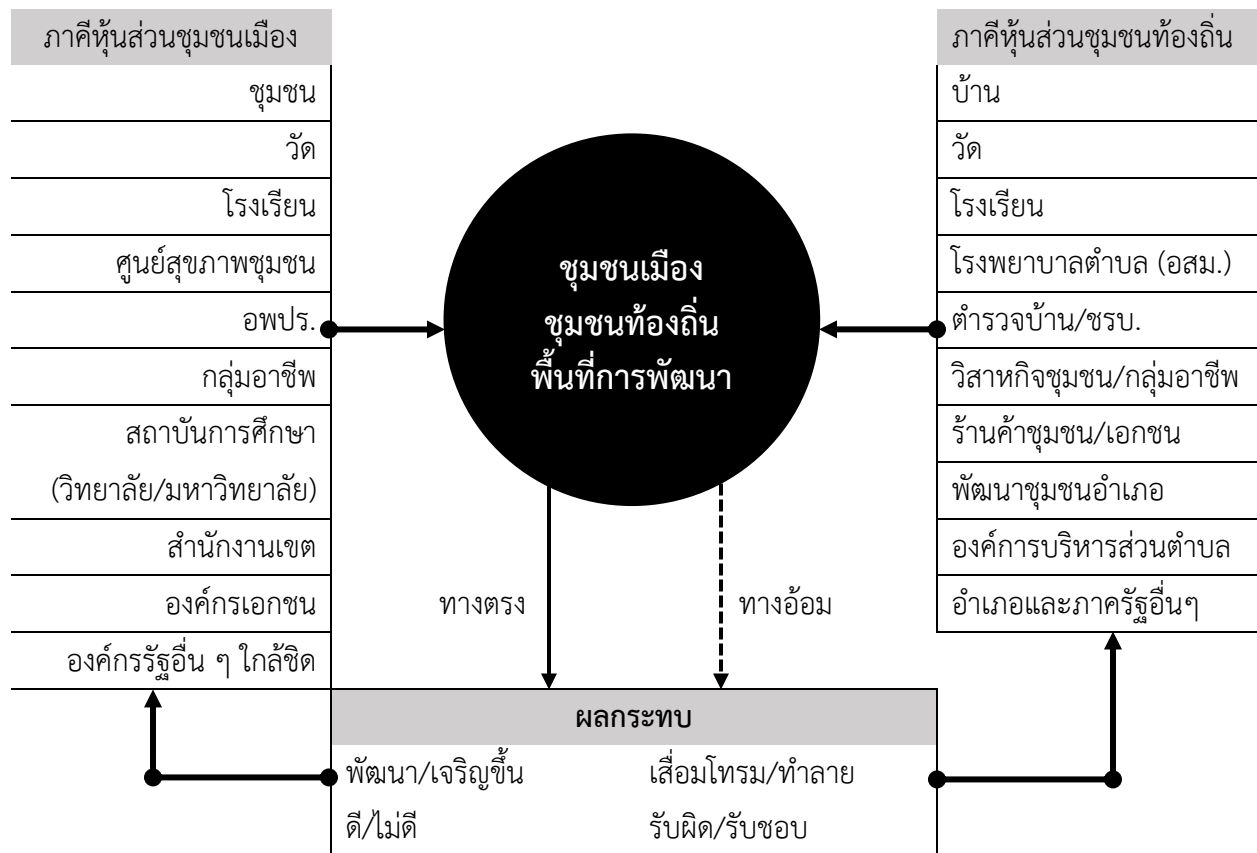 ภาคีหุ้นส่วนชุมชนเมือง
ชุมชน
วัด
โรงเรียน
ศูนย์สุขภาพชุมชน
อพปร.
กลุ่มอาชีพ
สถาบันการศึกษา
(วิทยาลัย/มหาวิทยาลัย)
สำนักงานเขต
องค์กรเอกชน
องค์กรรัฐอื่น ๆ ใกล้ชิด
ชุมชนเมือง
ชุมชนท้องถิ่น
พื้นที่การพัฒนา
ทางตรง
ทางอ้อม
ภาคีหุ้นส่วนชุมชนท้องถิ่น
บ้าน
วัด
โรงเรียน
โรงพยาบาลตำบล (อสม.)
ตำรวจบ้าน/ชรบ.
วิสาหกิจชุมชน/กลุ่มอาชีพ
ร้านค้าชุมชน/เอกชน
พัฒนาชุมชนอำเภอ
องค์การบริหารส่วนตำบล
อำเภอและภาครัฐอื่นๆ
ผลกระทบ
พัฒนา/เจริญขึ้น
เสื่อมโทรม/ทำลาย
ดี/ไม่ดี
รับผิด/รับชอบ